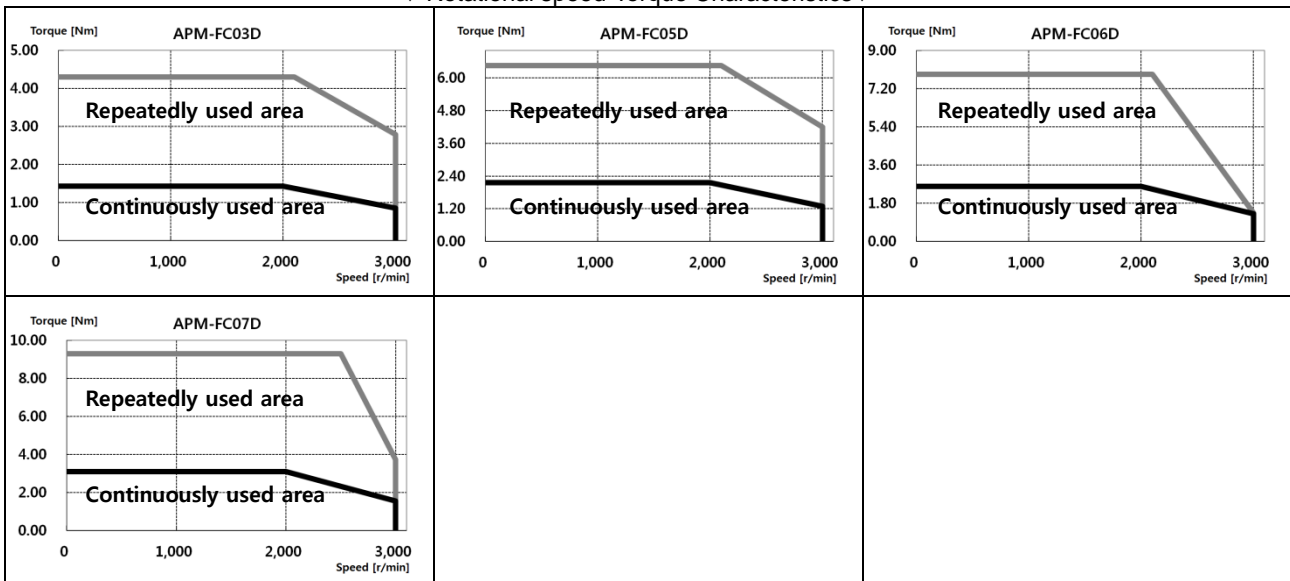 Rotational Speed-Torque Characteristics
Torque [Nm]
APM-FC03D
5.00
4.00
3.00
2.00
1.00
0.00
Repeatedly used area
Continuously used area
0 1,000 2,000 3,000
Speed [r/min]
Torque [Nm]
APM-FC05D
6.00
4.80
3.60
2.40
1.20
0.00
Repeatedly used area
Continuously used area
0 1,000 2,000 3,000
Speed [r/min]
Torque [Nm]
APM-FC06D
9.00
7.20
5.40
3.60
1.80
0.00
Repeatedly used area
Continuously used area
0 1,000 2,000 3,000
Speed [r/min]
Torque [Nm]
APM-FC07D
10.00
8.00
6.00
4.00
2.00
0.00
Repeatedly used area
Continuously used area
0 1,000 2,000 3,000
Speed [r/min]